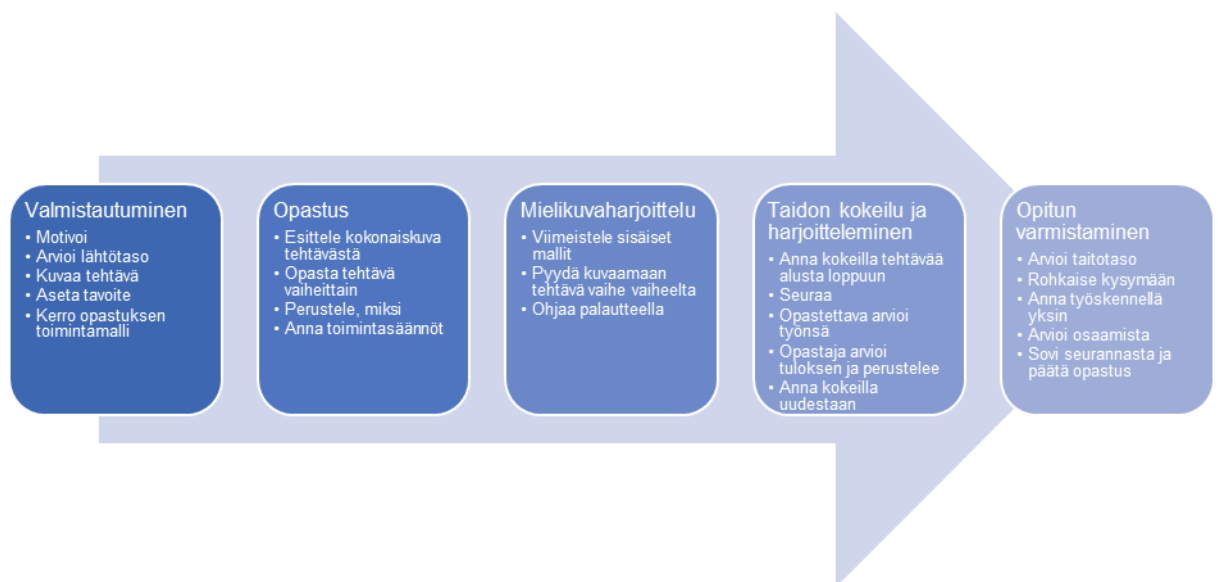 Valmistautuminen
• Motivoi
• Arvioi lähtötaso
• Kuvaa tehtävä
• Aseta tavoite
• Kerro opastuksen
toimintamalli
Opastus
• Esittele kokonaiskuva
tehtävästä
• Opasta tehtävä
vaiheittain
• Perustele, miksi
• Anna toimintasäännöt
Mielikuvaharjoittelu
• Viimeistele sisäiset
mallit
• Pyydä kuvaamaan
tehtävä vaihe vaiheelta
• Ohjaa palautteella
Taidon kokeilu ja
harjoitteleminen
• Anna kokeilla tehtävää
alusta loppuun
• Seuraa
• Opastettava arvioi
työnsä
• Opastaja arvioi
tuloksen ja perustelee
• Anna kokeilla
uudestaan
Opitun
varmistaminen
• Arvioi taitotaso
• Rohkaise kysymään
• Anna työskennellä
yksin
• Arvioi osaamista
• Sovi seurannasta ja
päätä opastus